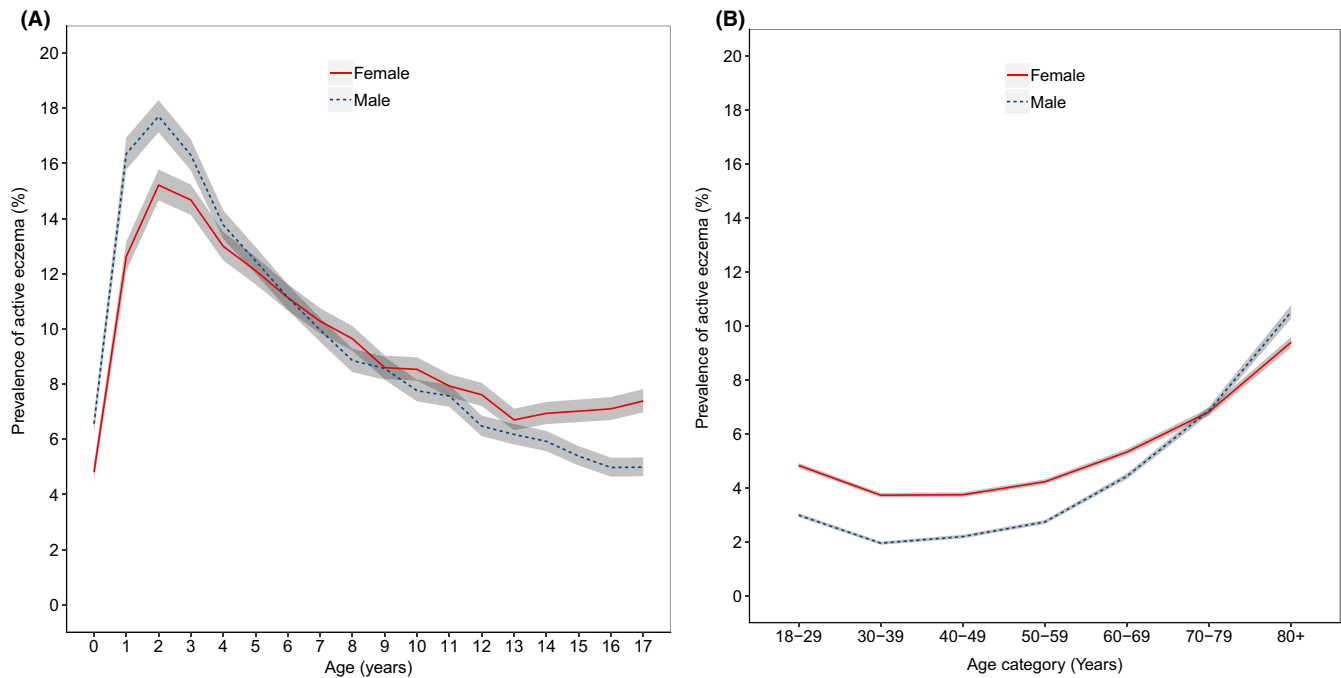 (A)
Prevalence of active eczema (%)
20
18
16
14
12
10
8
6
4
2
0
Female
Male
0 1 2 3 4 5 6 7 8 9 10 11 12 13 14 15 16 17
Age (years)
(B)
Prevalence of active eczema (%)
20
18
16
14
12
10
8
6
4
2
0
Female
Male
18−29 30−39 40−49 50−59 60−69 70−79 80+
Age category (Years)